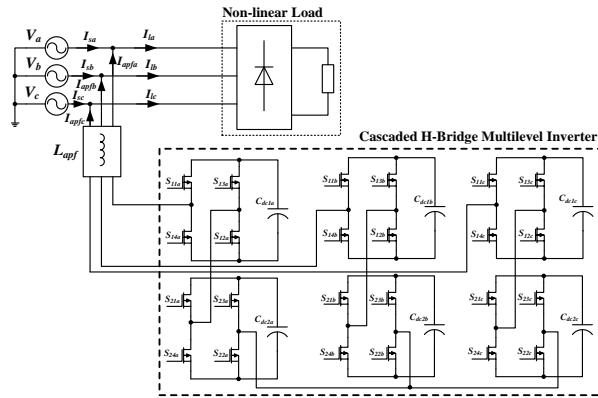 Non-linear Load
Va
Isa
Ila
Iapfa
Vb
Isb
Ilb
Iapfb
Vc
Isc
Ilc
Iapfc
Lapf
Cascaded H-Bridge Multilevel Inverter
S11a S13a Cdc1a S11b S13b Cdc1b S11c S13c Cdc1c
S14a S12a S14b S12b S14c S12c
S21a S23a Cdc2a S21b S23b Cdc2b S21c S23c Cdc2c
S24a S22a S24b S22b S24c S22c